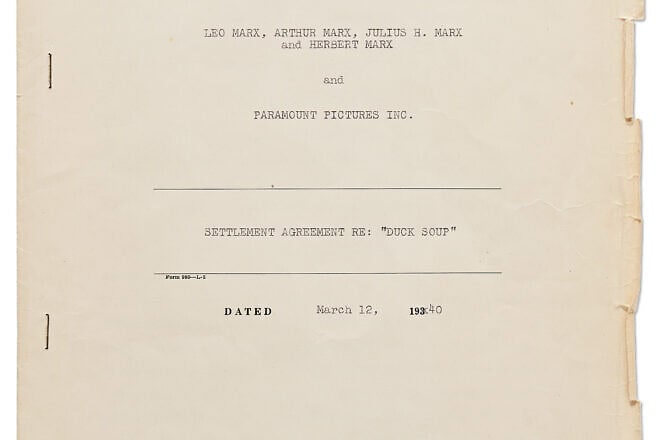 LEO MARX, ARTHUR MARX, JULIUS H. MARX
and HERBERT MARX
and
PARAMOUNT PICTURES INC.
SETTLEMENT AGREEMENT RE: "DUCK SOUP"
Form
DATED March 12, 19340